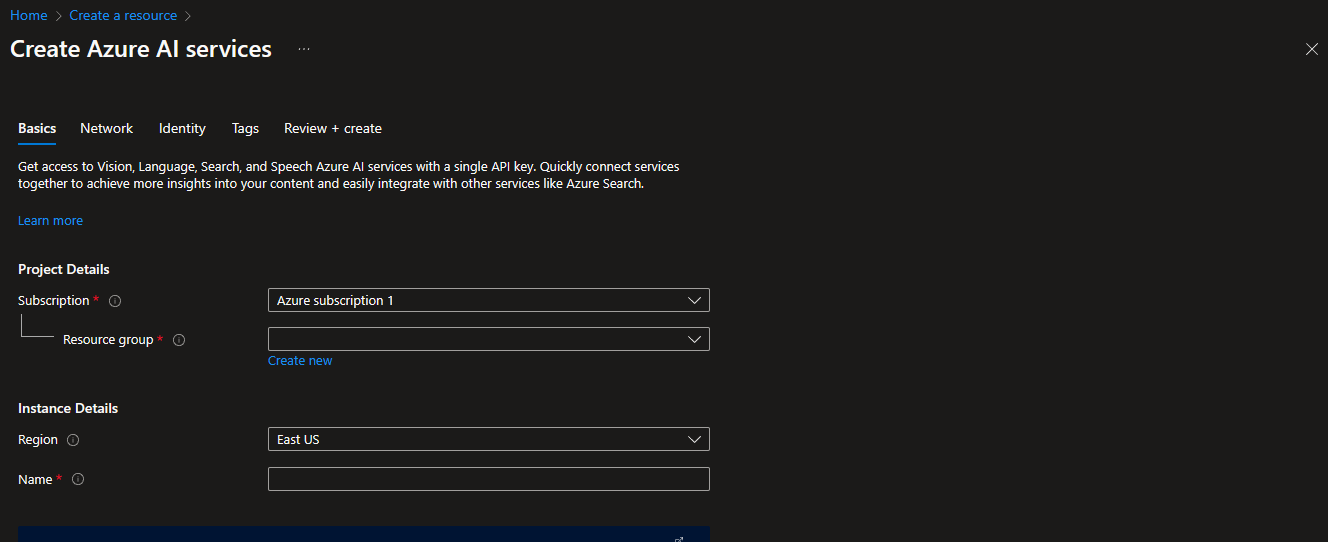 Home > Create a resource >
Create Azure AI services ...
Basics Network Identity Tags Review + create
Get access to Vision, Language, Search, and Speech Azure AI services with a single API key. Quickly connect services
together to achieve more insights into your content and easily integrate with other services like Azure Search.
Learn more
Project Details
Subscription * Azure subscription 1
Resource group *
Create new
Instance Details
Region East US
Name *